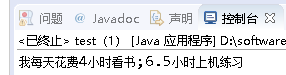 问题 @ Javadoc 声明 控制台
<已终止> test (1) [Java 应用程序] D:\software
我每天花费4小时看书;6.5小时上机练习